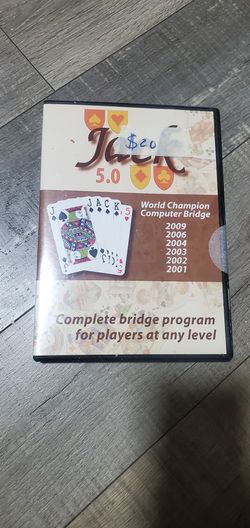 $20
Jack
5.0
World Champion
Computer Bridge
2009
2006
2004
2003
2002
2001
J J A C K 5
Complete bridge program
for players at any level